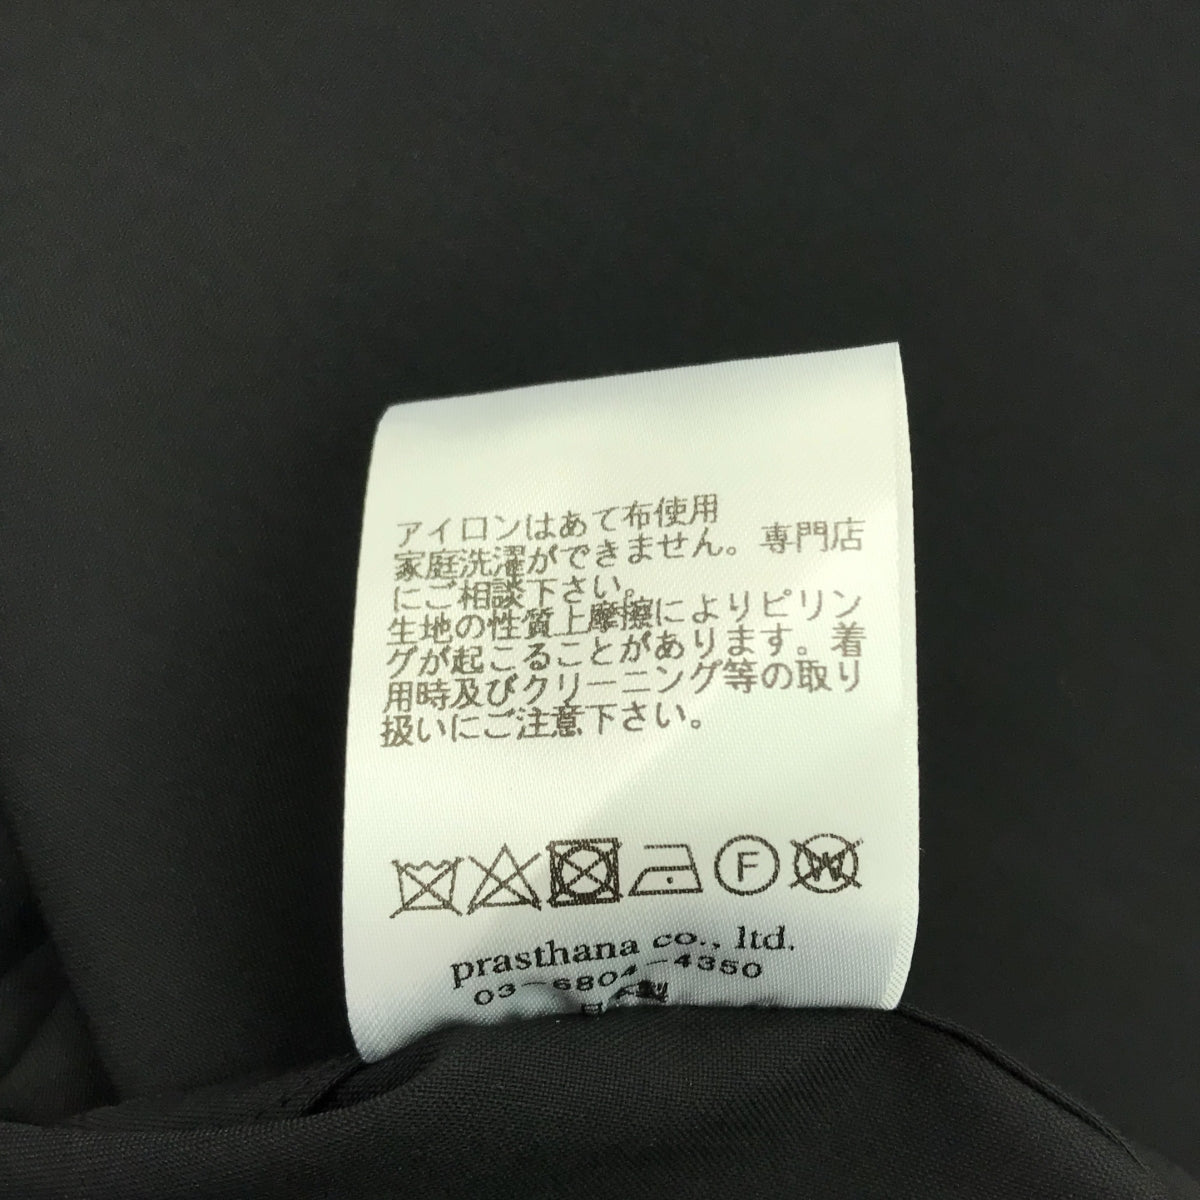 アイロンはあて布使用
家庭洗濯ができません。専門店
にご相談下さい。
生地の性質上摩擦によりピリン
グが起こることがあります。着
用時及びクリーニング等の取り
扱いにご注意下さい。
F W
prasthana co., ltd.
03-6804-4350
日本製